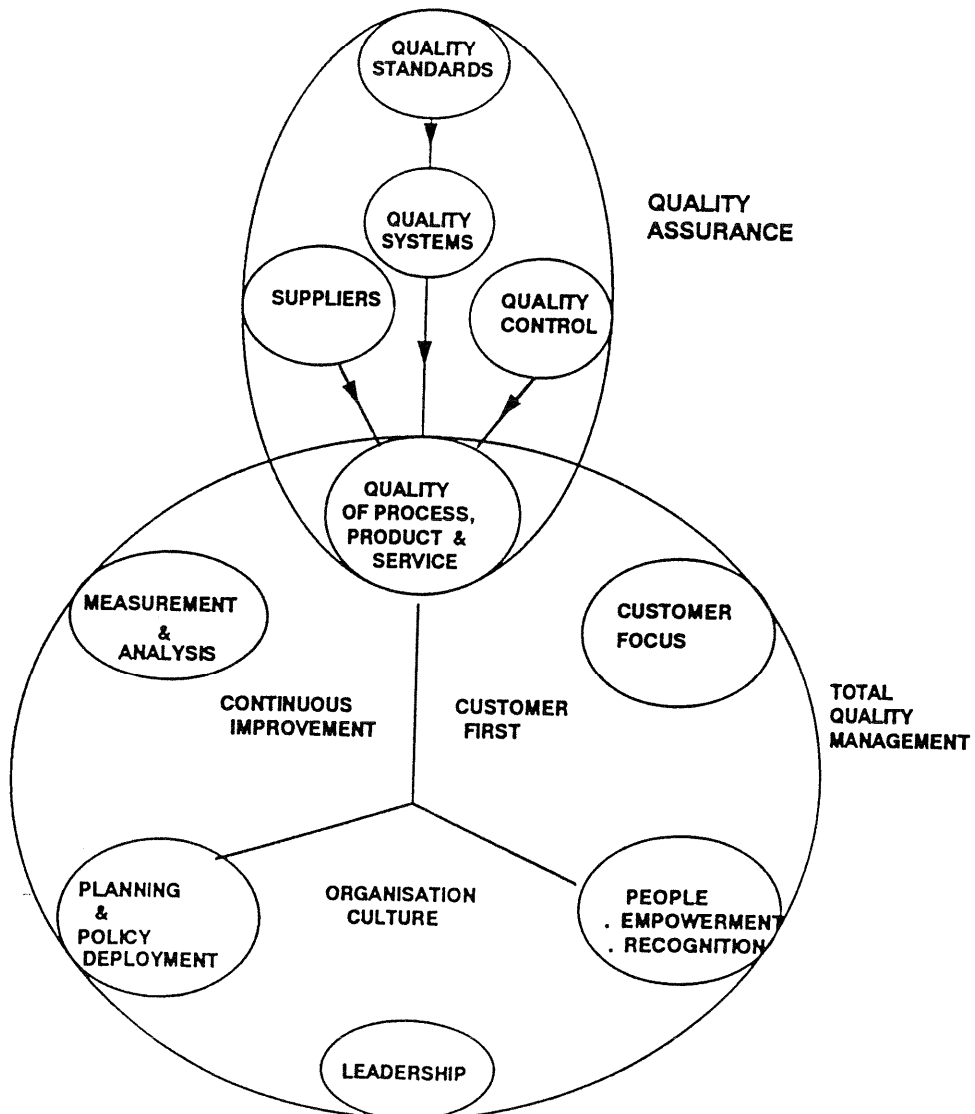 QUALITY
STANDARDS
QUALITY
SYSTEMS
QUALITY
ASSURANCE
SUPPLIERS
QUALITY
CONTROL
QUALITY
OF PROCESS,
PRODUCT &
SERVICE
MEASUREMENT
&
ANALYSIS
CUSTOMER
FOCUS
CONTINUOUS
IMPROVEMENT
CUSTOMER
FIRST
TOTAL
QUALITY
MANAGEMENT
PLANNING
&
POLICY
DEPLOYMENT
ORGANISATION
CULTURE
PEOPLE
. EMPOWERMENT
. RECOGNITION
LEADERSHIP